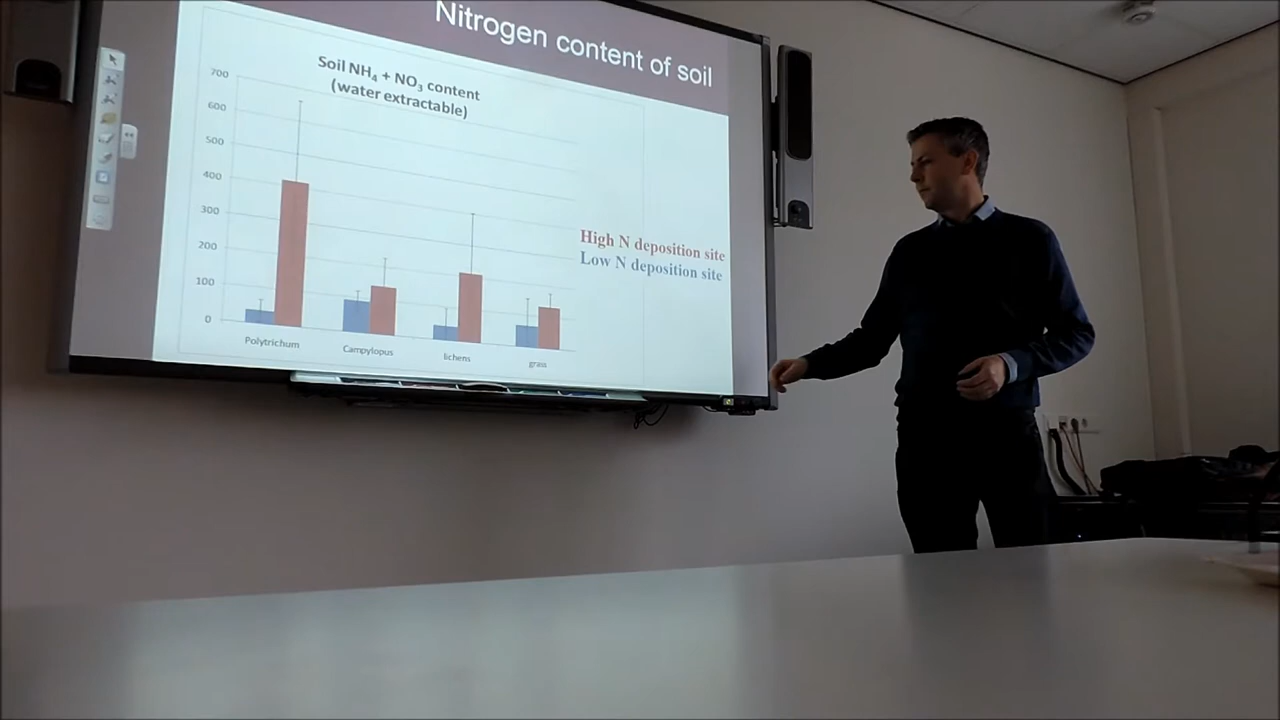 Nitrogen content of soil
Soil NH₄ + NO₃ content
(water extractable)
700
600
500
400
300
200
100
0
Polytrichum
Campylopus
lichens
grass
High N deposition site
Low N deposition site